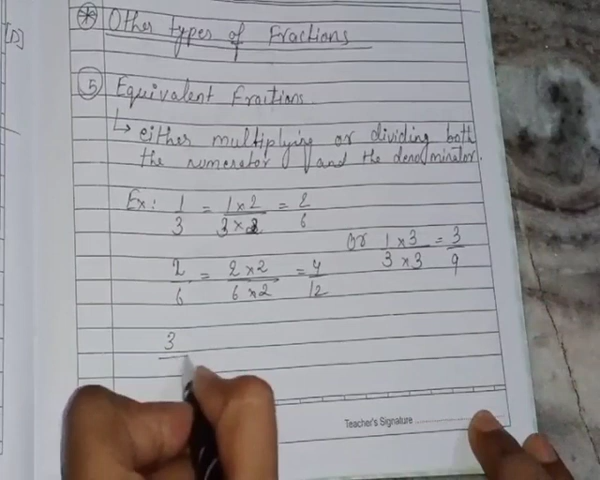 * Other types of Fractions
5 Equivalent Fractions.
↳ either multiplying or dividing both
the numerator and the denominator.
Ex: 1/3 = 1×2/3×2 = 2/6
or 1×3/3×3 = 3/9
2/6 = 2×2/6×2 = 4/12
3
Teacher's Signature